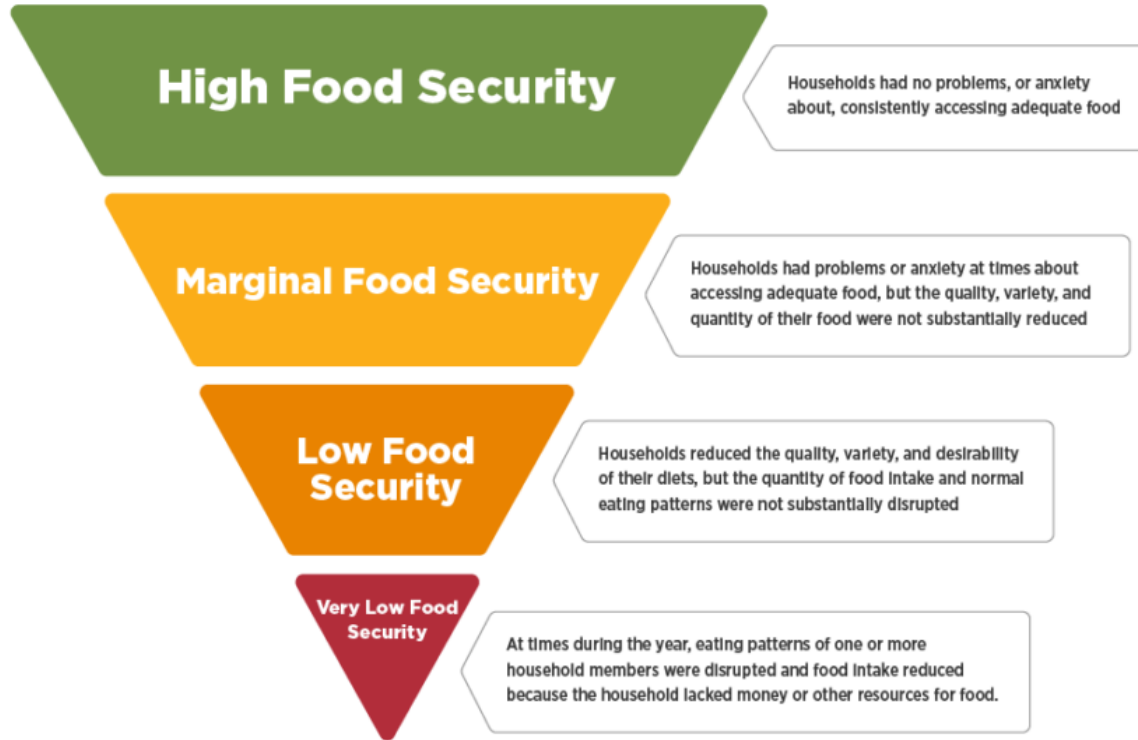 High Food Security
Households had no problems, or anxiety
about, consistently accessing adequate food
Marginal Food Security
Households had problems or anxiety at times about
accessing adequate food, but the quality, variety, and
quantity of their food were not substantially reduced
Low Food
Security
Households reduced the quality, variety, and desirability
of their diets, but the quantity of food intake and normal
eating patterns were not substantially disrupted
Very Low Food
Security
At times during the year, eating patterns of one or more
household members were disrupted and food intake reduced
because the household lacked money or other resources for food.